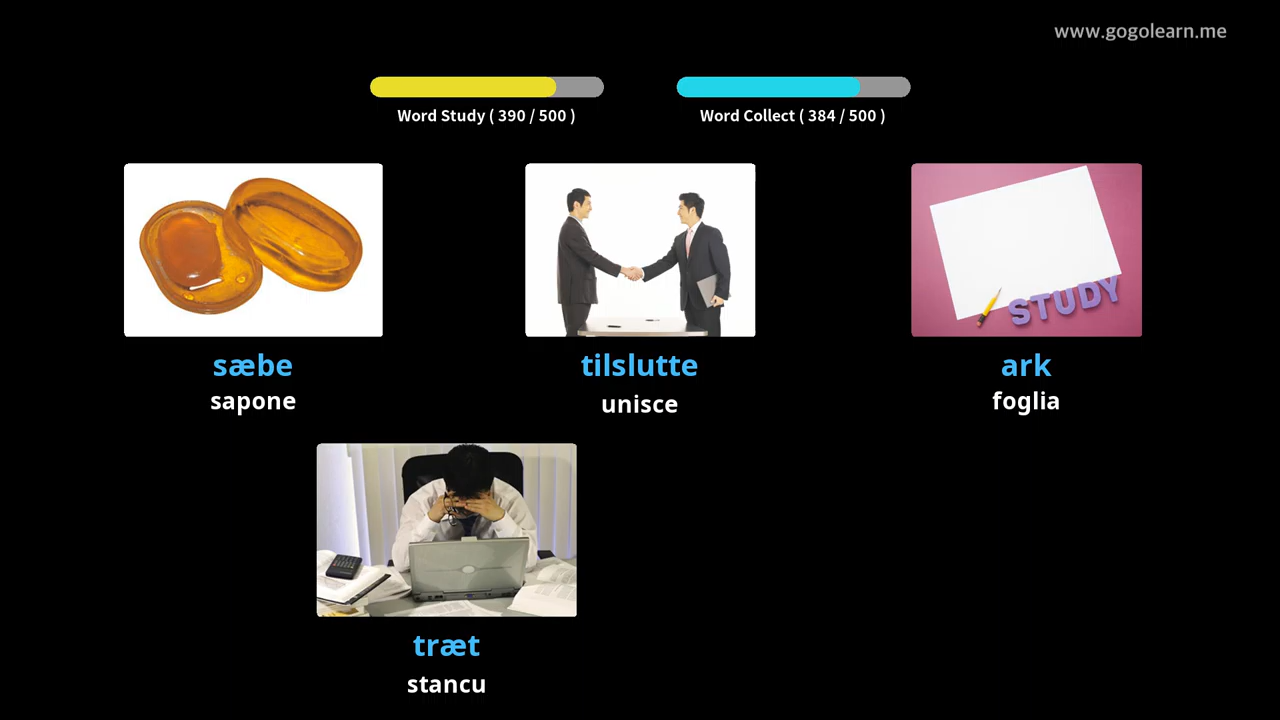 www.gogolearn.me
Word Study ( 390 / 500 )
Word Collect ( 384 / 500 )
STUDY
sæbe
sapone
tilslutte
unisce
ark
foglia
træt
stancu